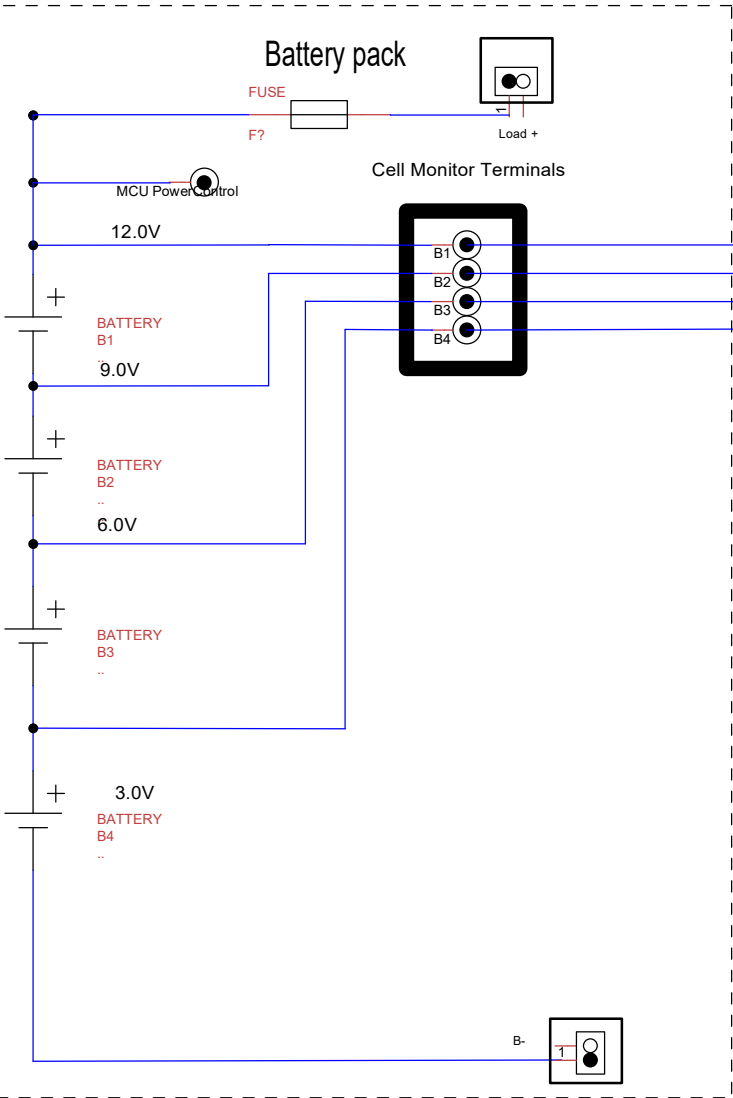 Battery pack
FUSE
F?
1
Load +
MCU PowerControl
Cell Monitor Terminals
12.0V
B1
B2
B3
B4
+
BATTERY
B1
..
9.0V
+
BATTERY
B2
..
6.0V
+
BATTERY
B3
..
+
3.0V
BATTERY
B4
..
B-
1